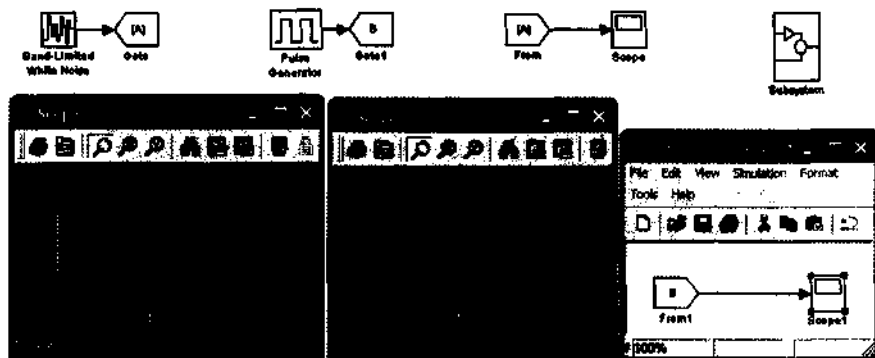 [A]
B
[A]
Band-Limited
White Noise
Goto
Pulse
Generator
Goto1
From
Scope
Subsystem
File Edit View Simulation Format
Tools Help
B
From1
Scope1
100%